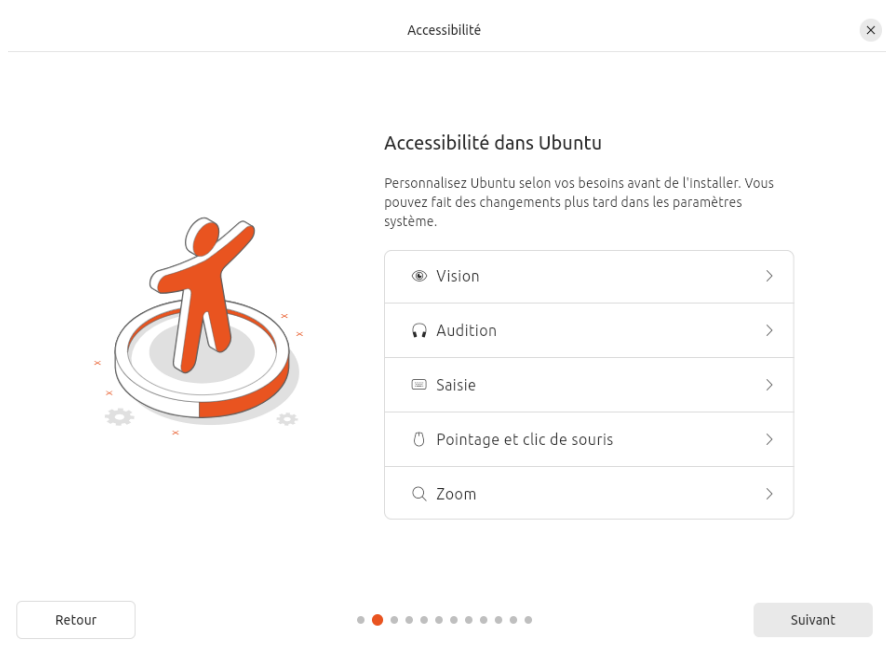 Accessibilité
Accessibilité dans Ubuntu
Personnalisez Ubuntu selon vos besoins avant de l'installer. Vous
pouvez fait des changements plus tard dans les paramètres
système.
Vision
Audition
Saisie
Pointage et clic de souris
Zoom
Retour
Suivant